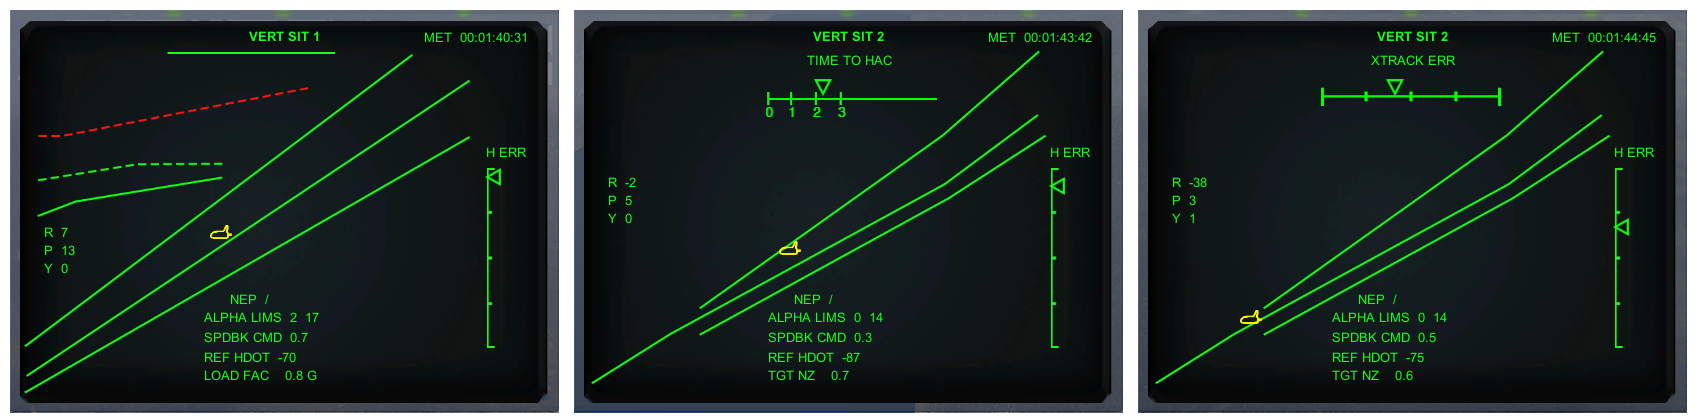 VERT SIT 1
MET 00:01:40:31
H ERR
R 7
P 13
Y 0
NEP /
ALPHA LIMS 2 17
SPDBK CMD 0.7
REF HDOT -70
LOAD FAC 0.8 G
VERT SIT 2
MET 00:01:43:42
TIME TO HAC
0 1 2 3
H ERR
R -2
P 5
Y 0
NEP /
ALPHA LIMS 0 14
SPDBK CMD 0.3
REF HDOT -87
TGT NZ 0.7
VERT SIT 2
MET 00:01:44:45
XTRACK ERR
H ERR
R -38
P 3
Y 1
NEP /
ALPHA LIMS 0 14
SPDBK CMD 0.5
REF HDOT -75
TGT NZ 0.6